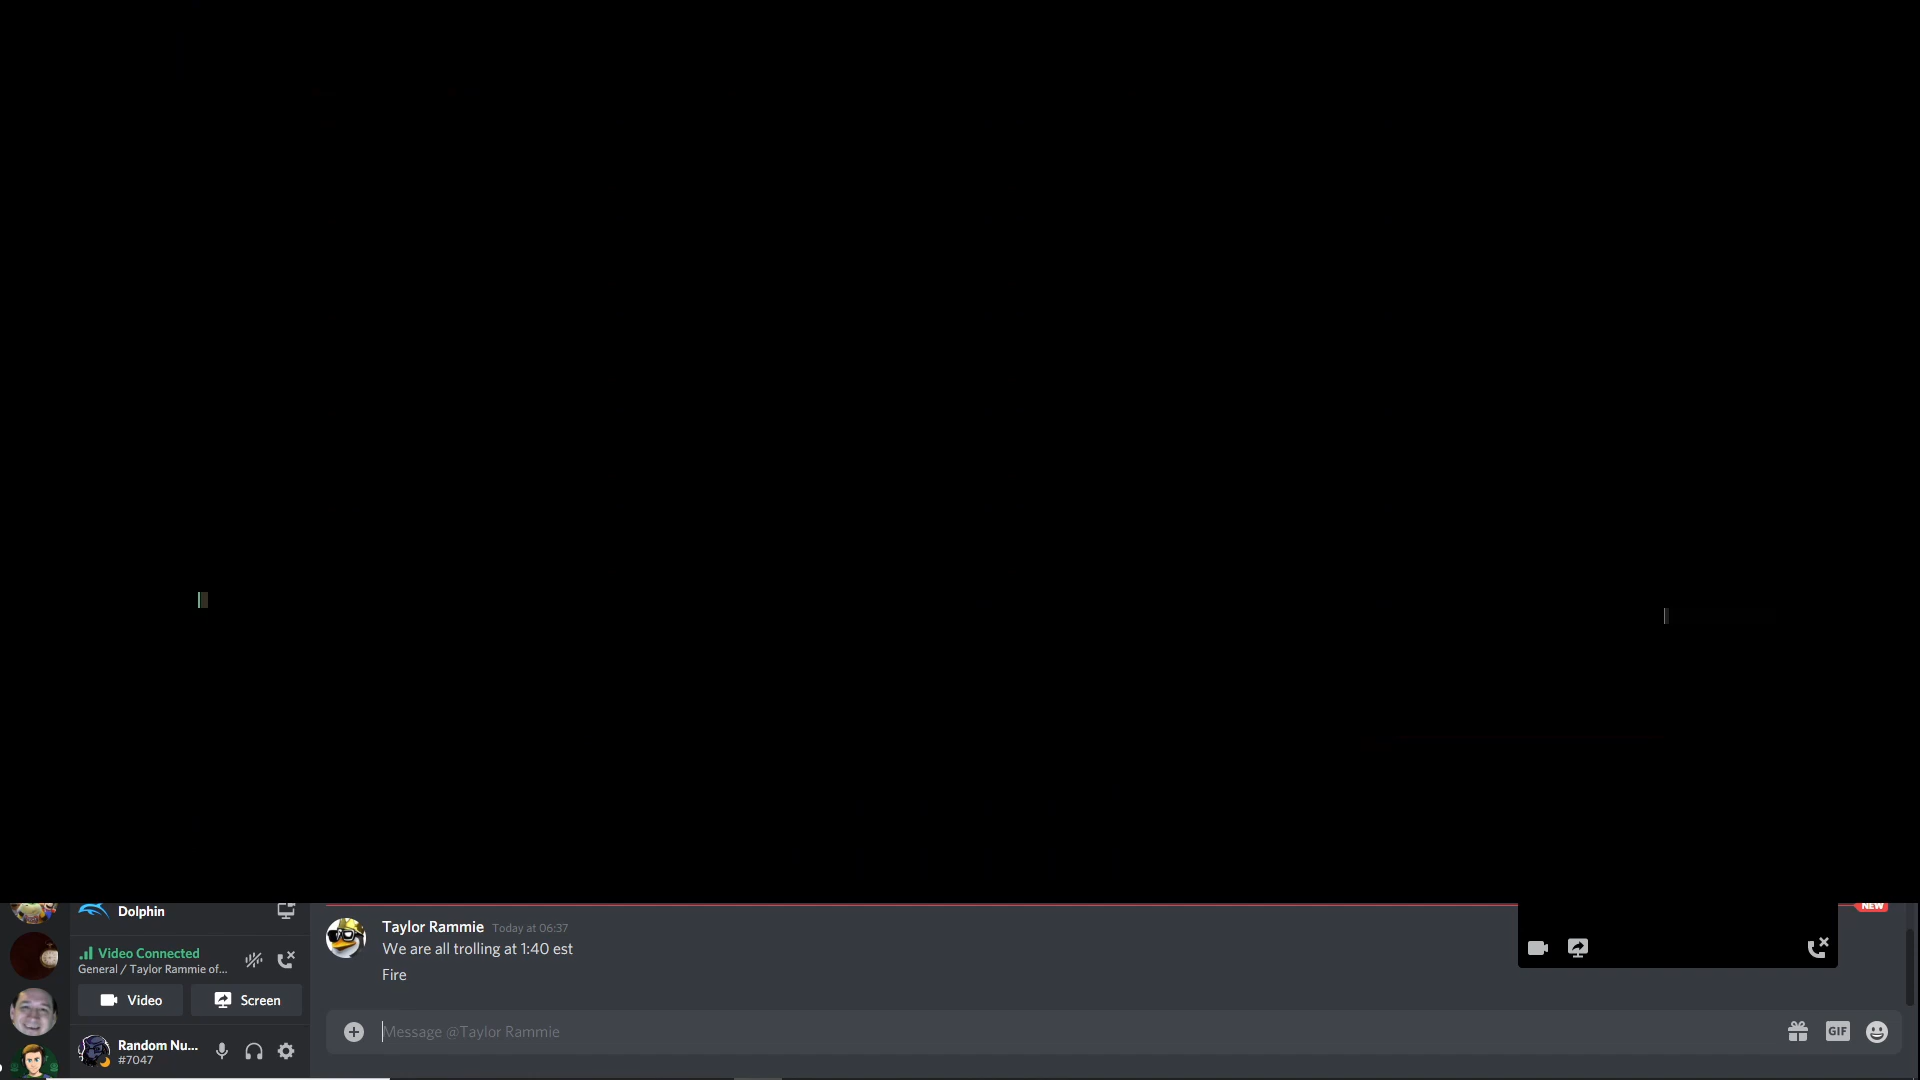 Dolphin
NEW
Video Connected
General / Taylor Rammie of...
Video
Screen
Random Nu...
#7047
Taylor Rammie Today at 06:37
We are all trolling at 1:40 est
Fire
Message @Taylor Rammie
GIF